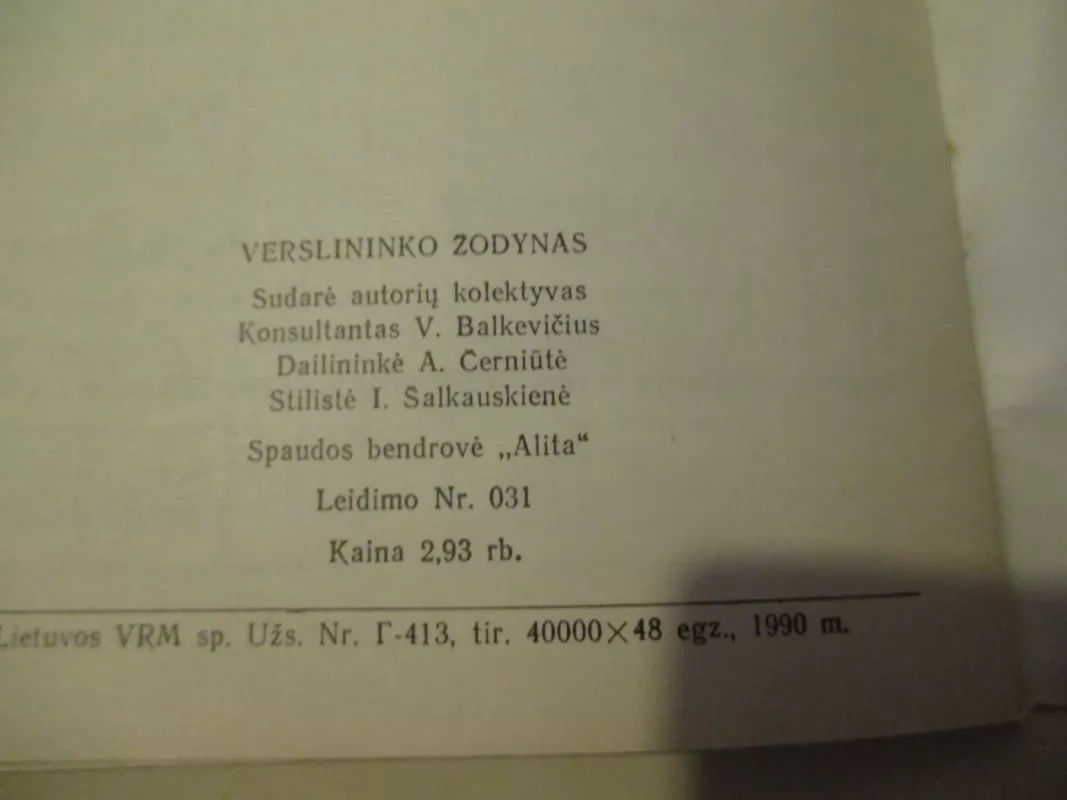 VERSLININKO ŽODYNAS
Sudarė autorių kolektyvas
Konsultantas V. Balkevičius
Dailininkė A. Černiūtė
Stilistė I. Šalkauskienė
Spaudos bendrovė „Alita“
Leidimo Nr. 031
Kaina 2,93 rb.
Lietuvos VRM sp. Užs. Nr. Г-413, tir. 40000×48 egz., 1990 m.